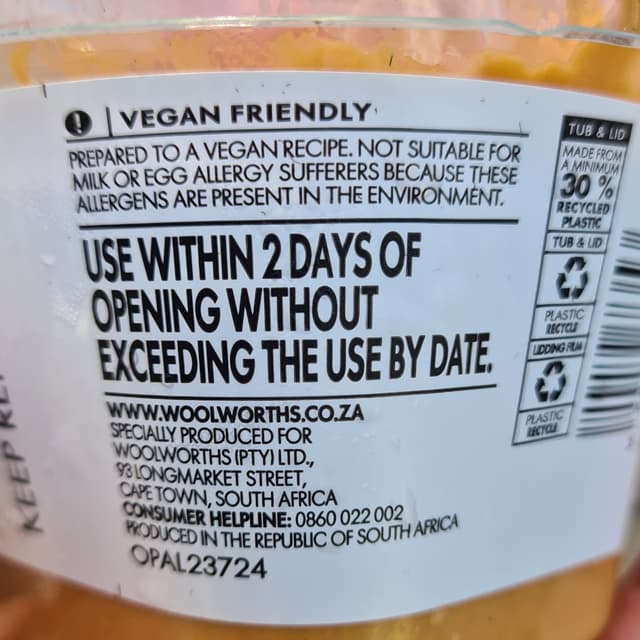 VEGAN FRIENDLY
PREPARED TO A VEGAN RECIPE. NOT SUITABLE FOR
MILK OR EGG ALLERGY SUFFERERS BECAUSE THESE
ALLERGENS ARE PRESENT IN THE ENVIRONMENT.
USE WITHIN 2 DAYS OF
OPENING WITHOUT
EXCEEDING THE USE BY DATE.
WWW.WOOLWORTHS.CO.ZA
SPECIALLY PRODUCED FOR
WOOLWORTHS (PTY) LTD.,
93 LONGMARKET STREET,
CAPE TOWN, SOUTH AFRICA
CONSUMER HELPLINE: 0860 022 002
PRODUCED IN THE REPUBLIC OF SOUTH AFRICA
OPAL23724
TUB & LID
MADE FROM
A MINIMUM
30 %
RECYCLED
PLASTIC
TUB & LID
PLASTIC
RECYCLE
LIDDING FILM
PLASTIC
RECYCLE
KEEP